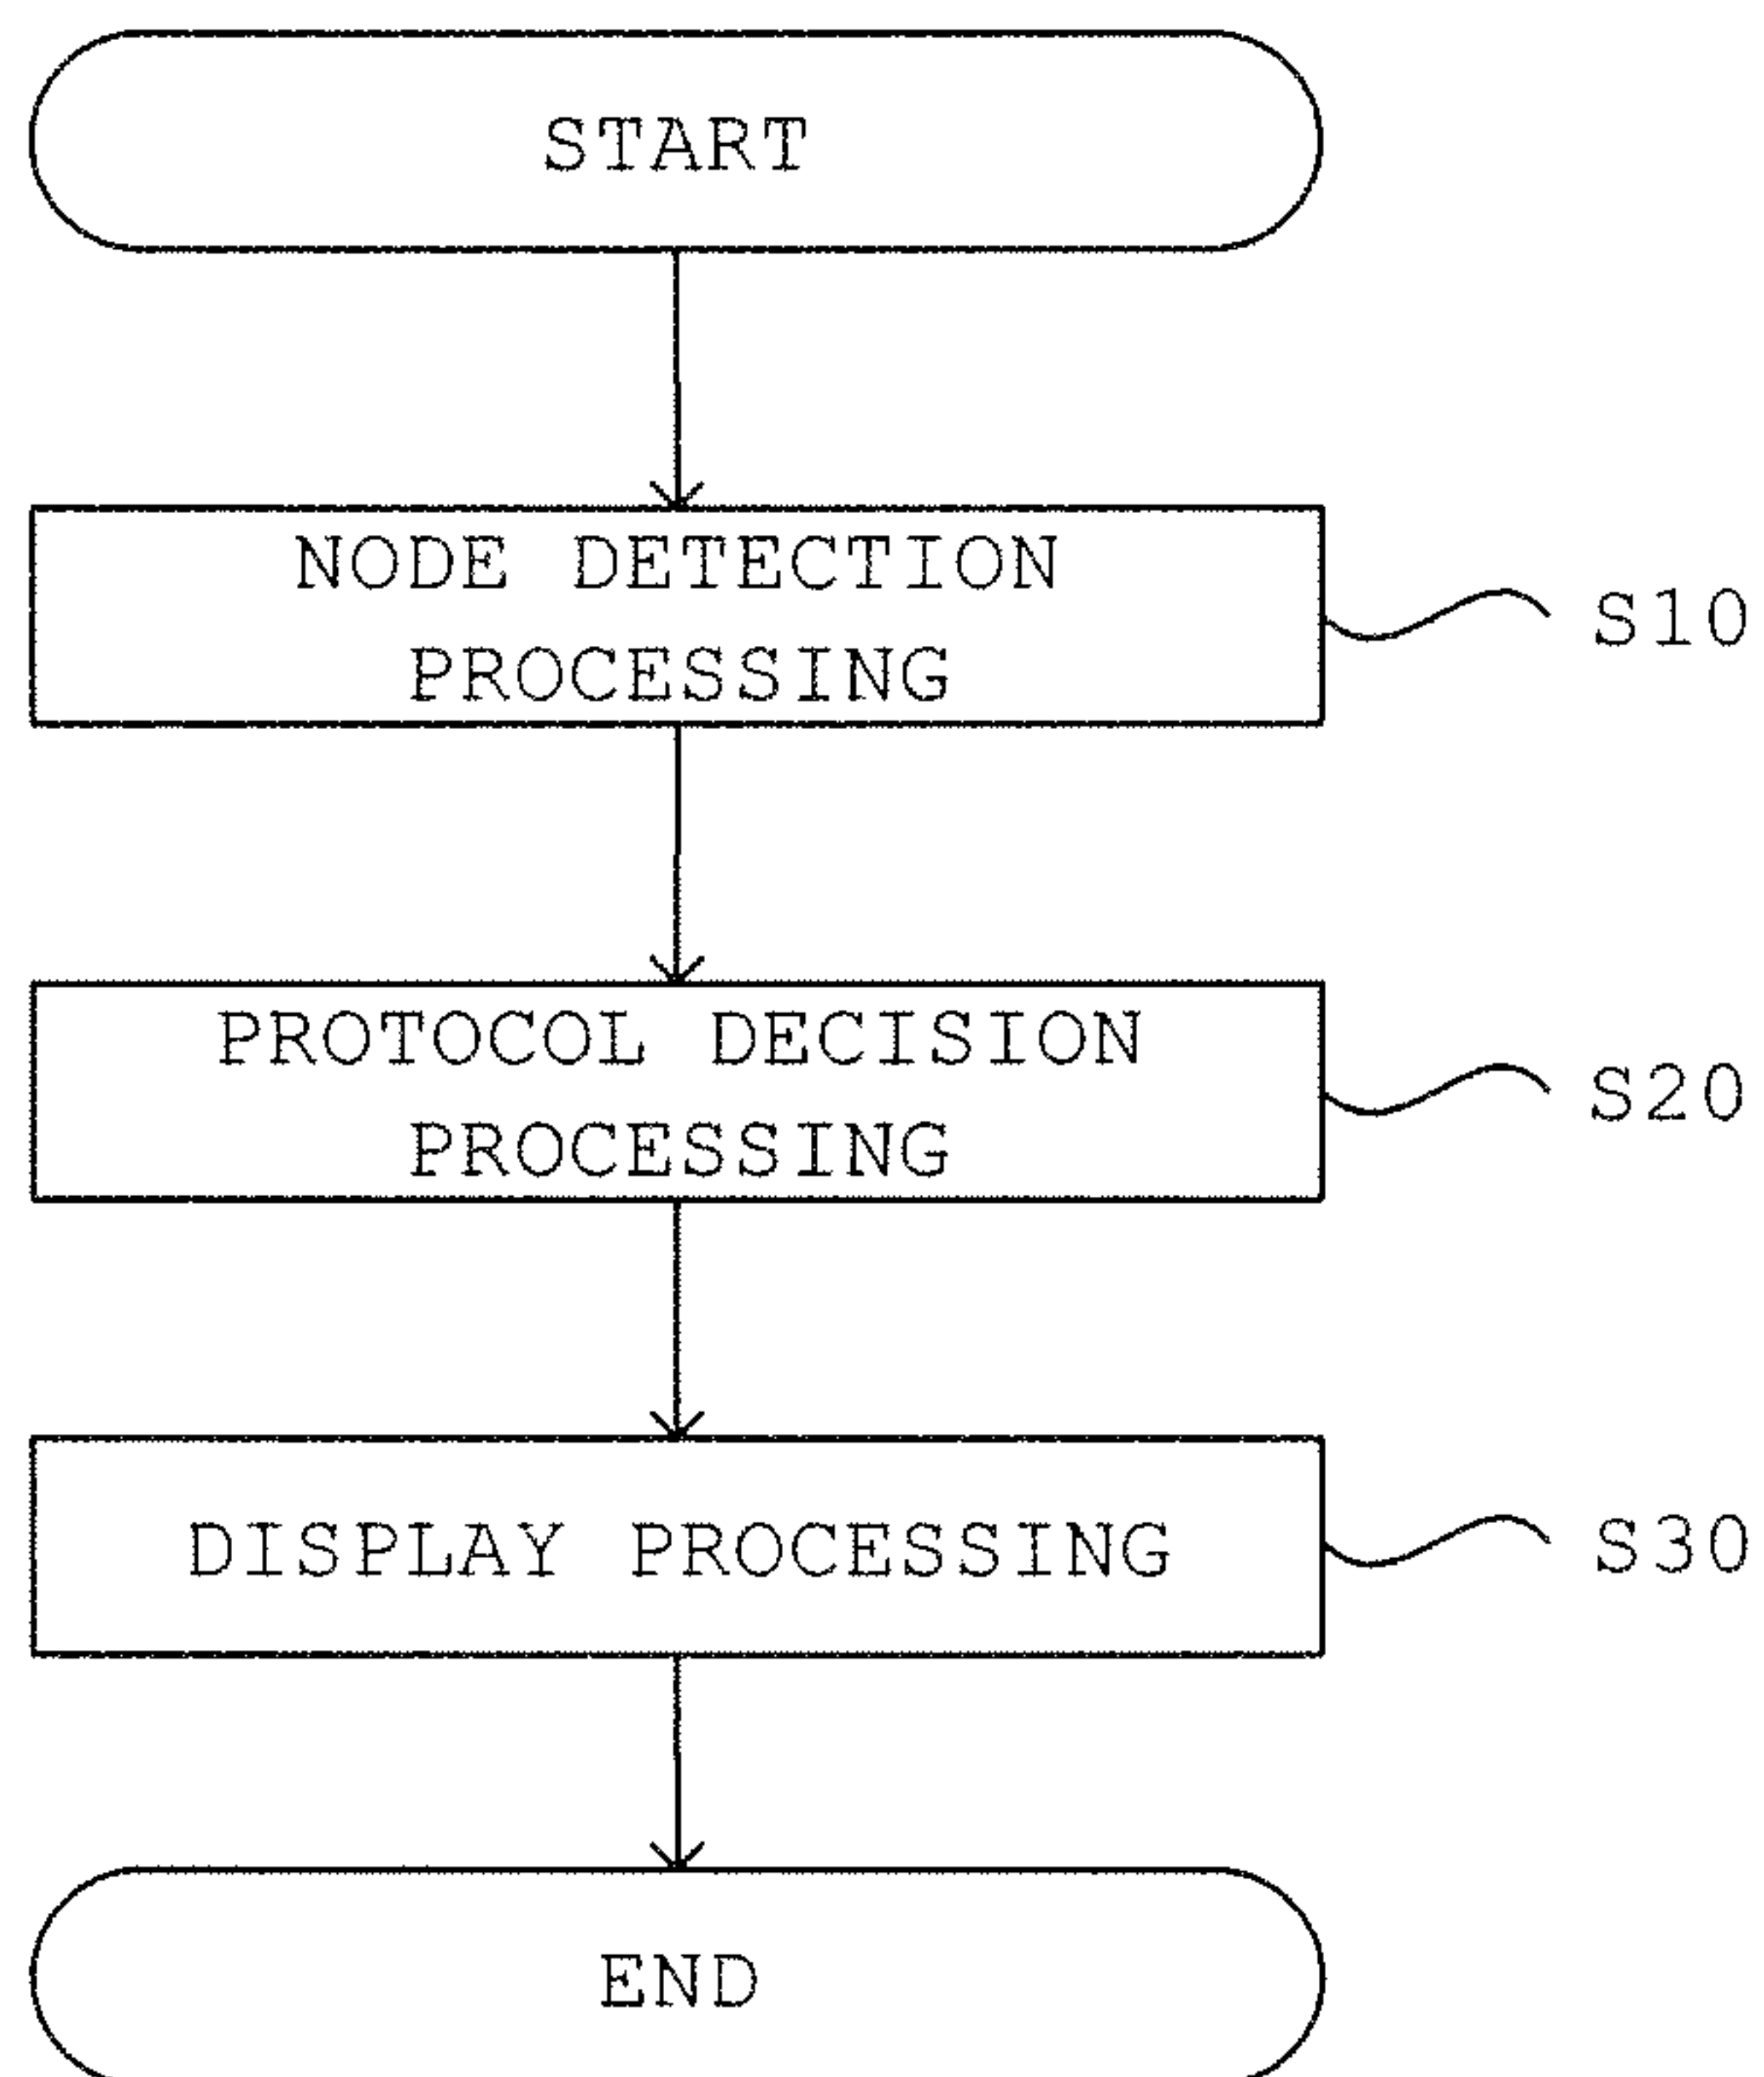 START
NODE DETECTION
PROCESSING
S10
PROTOCOL DECISION
PROCESSING
S20
DISPLAY PROCESSING
S30
END